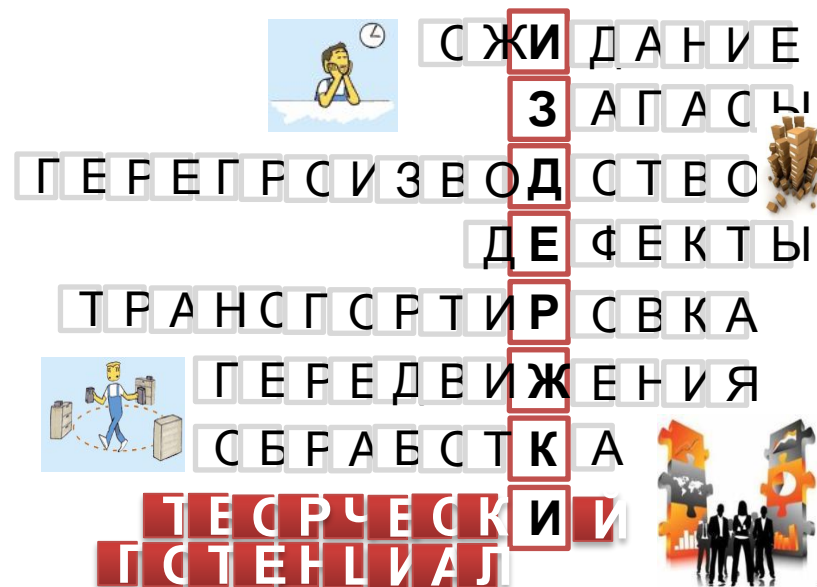 ОЖИДАНИЕ
ЗАПАСЫ
ПЕРЕПРОИЗВОДСТВО
ДЕФЕКТЫ
ТРАНСПОРТИРОВКА
ПЕРЕДВИЖЕНИЯ
ОБРАБОТКА
ТВОРЧЕСКИЙ
ПОТЕНЦИАЛ